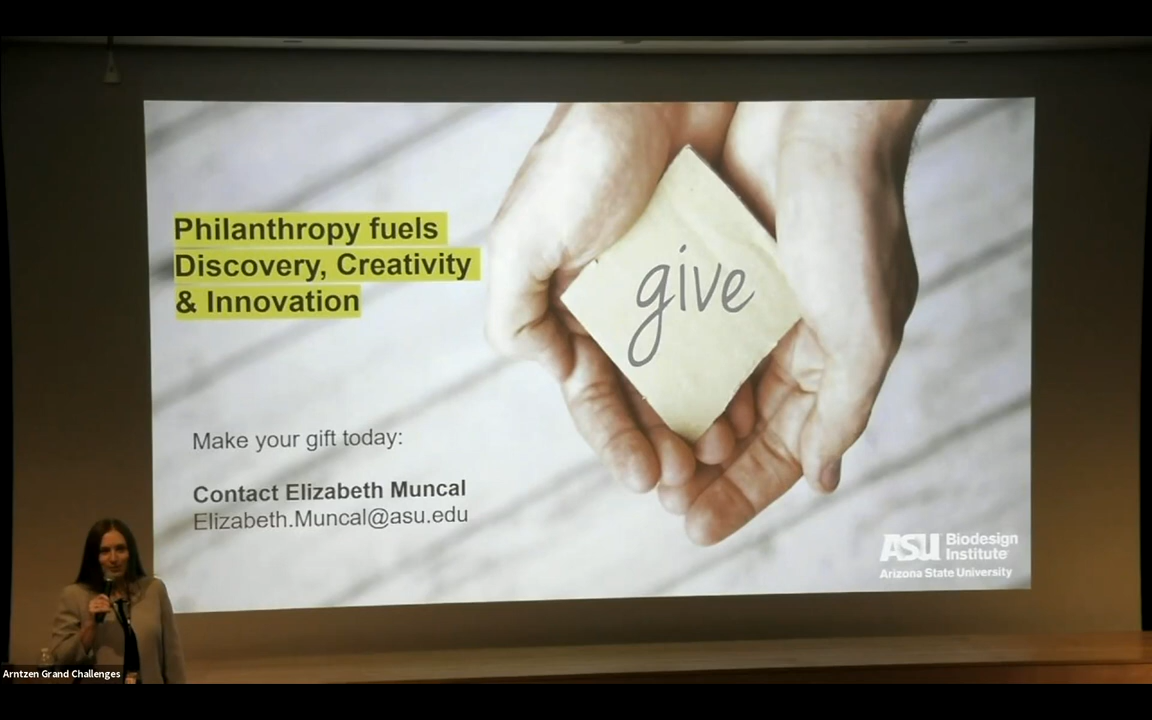 Philanthropy fuels
Discovery, Creativity
& Innovation
give
Make your gift today:
Contact Elizabeth Muncal
Elizabeth.Muncal@asu.edu
ASU Biodesign
Institute
Arizona State University
Arntzen Grand Challenges